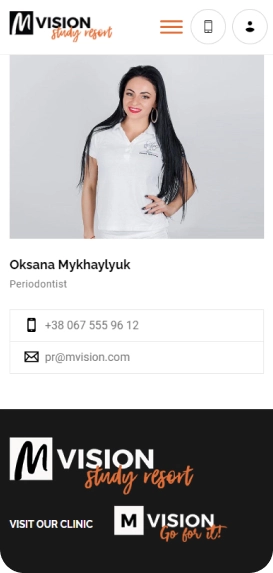 M VISION
study resort
Oksana Mykhaylyuk
Periodontist
+38 067 555 96 12
pr@mvision.com
M VISION
study resort
VISIT OUR CLINIC
M VISION
Go for it!